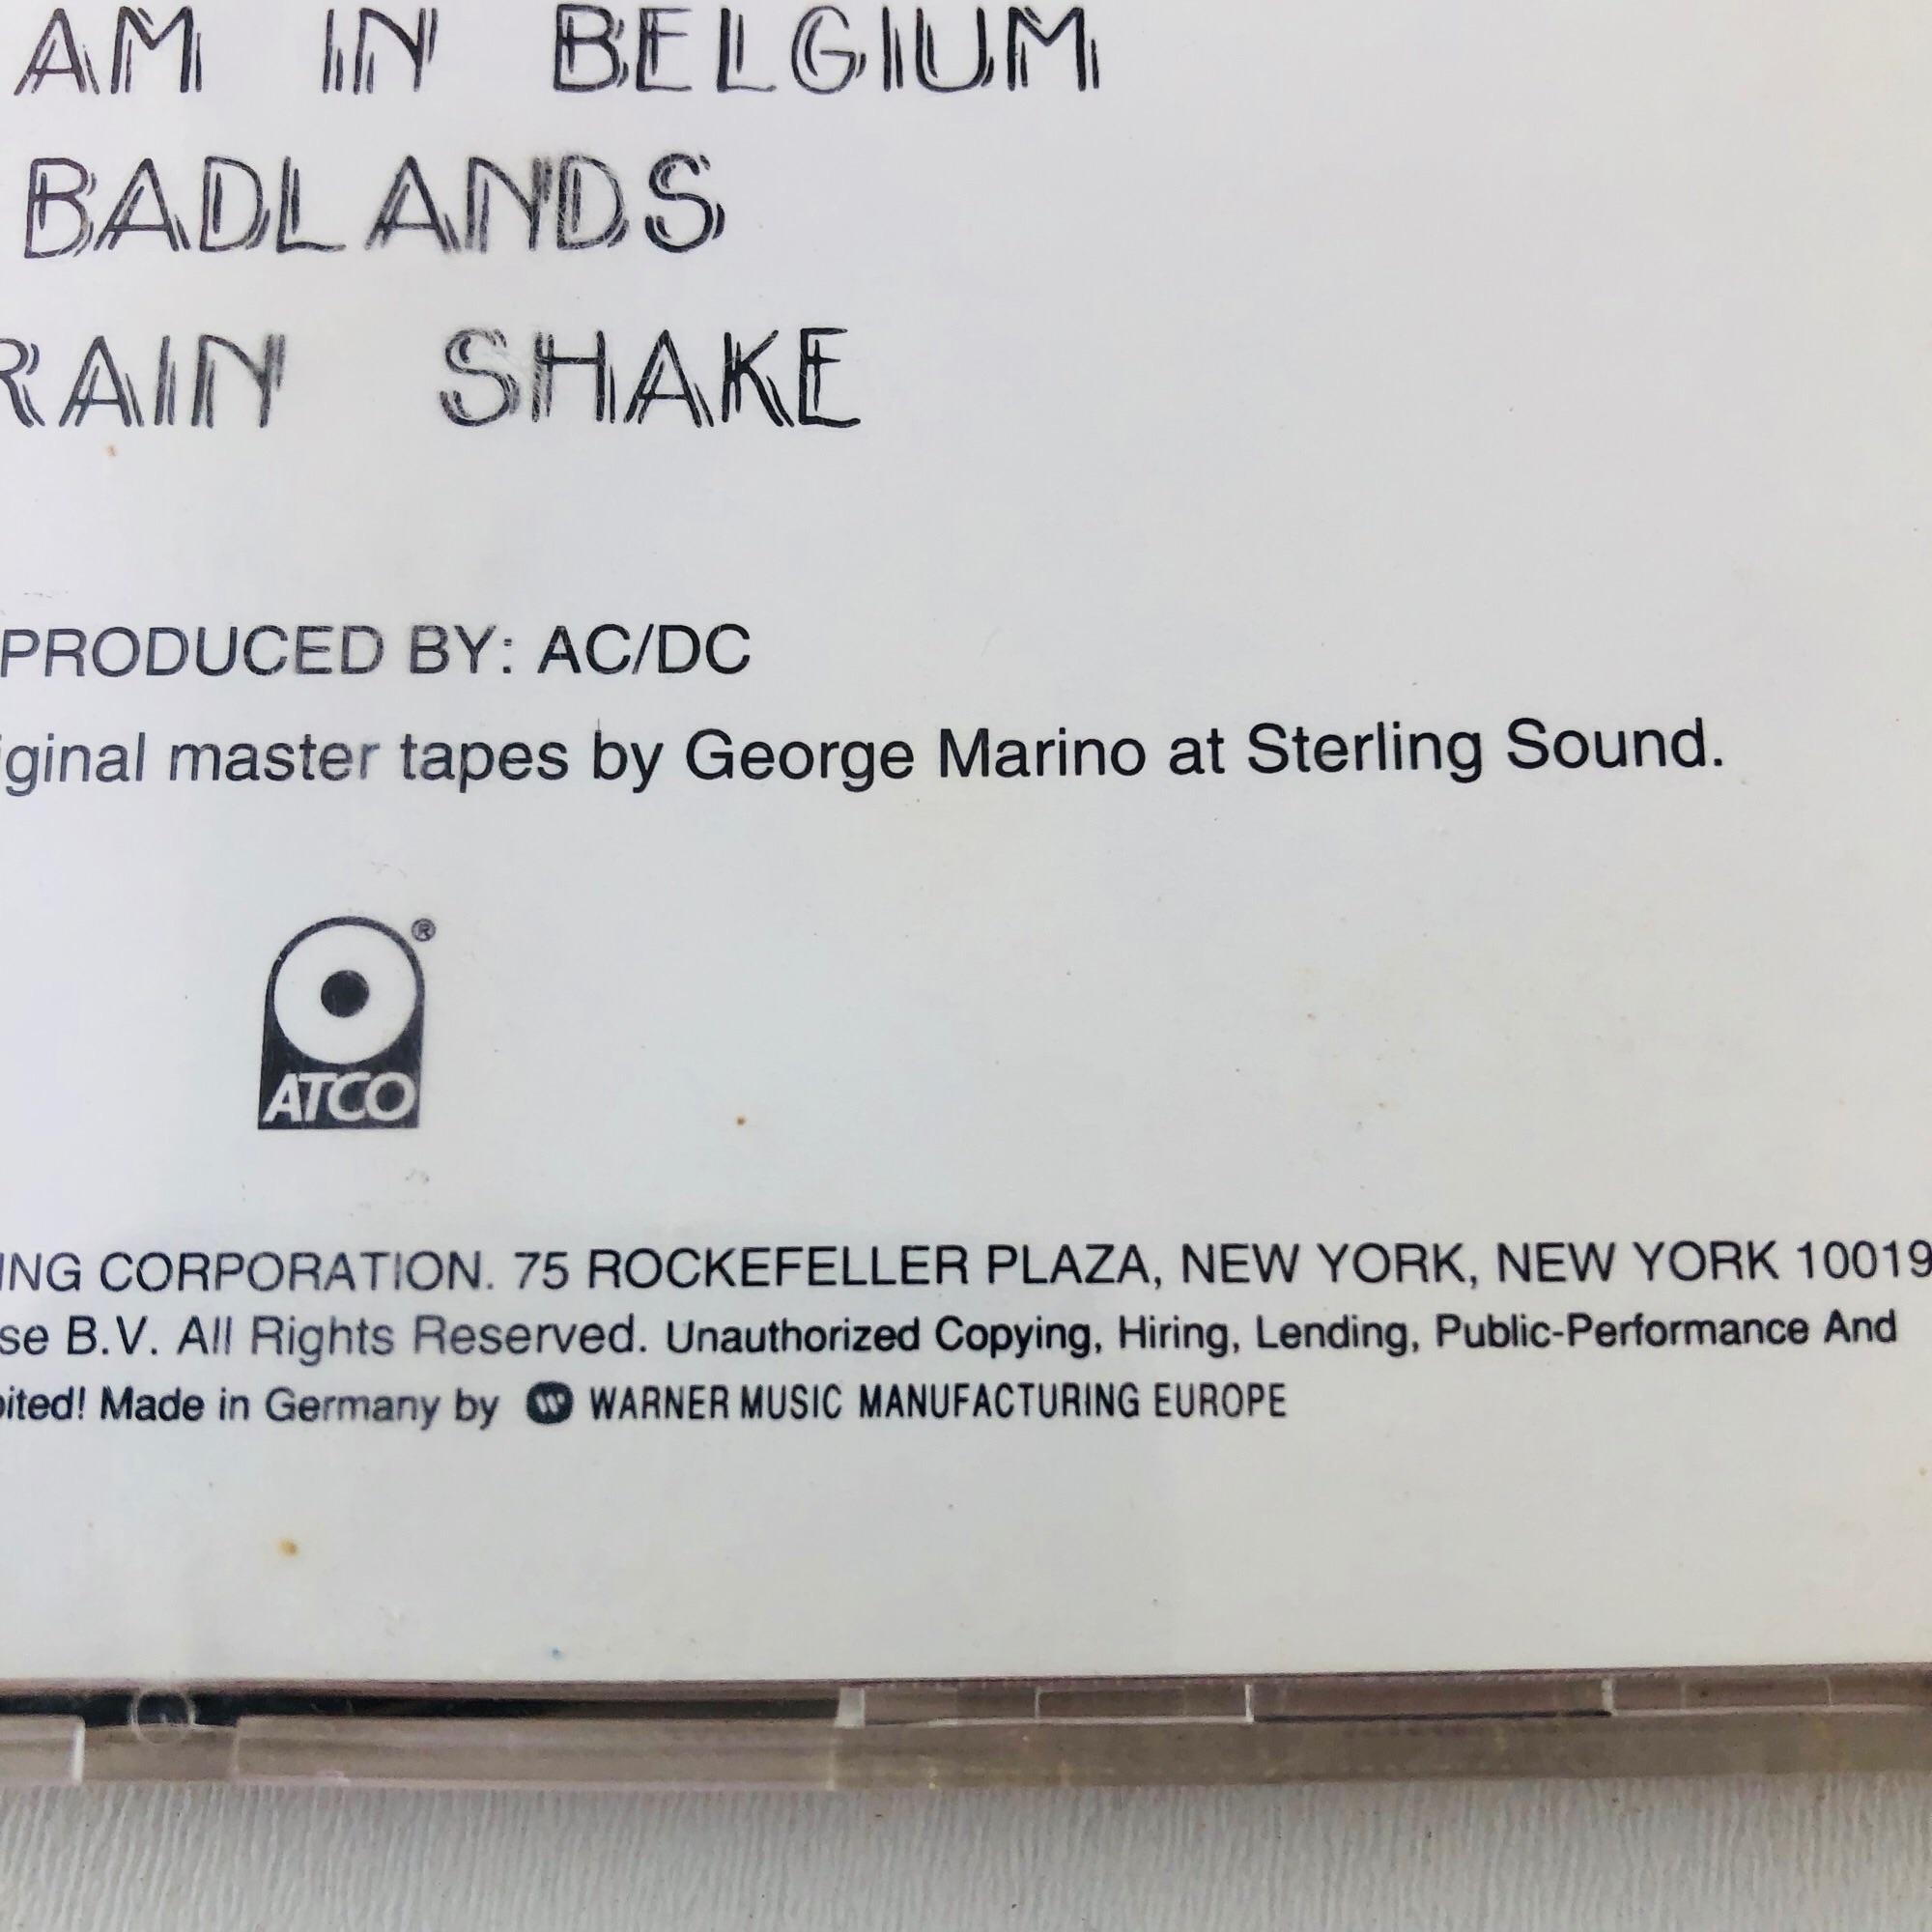 AM IN BELGIUM
BADLANDS
RAIN SHAKE
PRODUCED BY: AC/DC
iginal master tapes by George Marino at Sterling Sound.
®
ATCO
ING CORPORATION. 75 ROCKEFELLER PLAZA, NEW YORK, NEW YORK 10019
se B.V. All Rights Reserved. Unauthorized Copying, Hiring, Lending, Public-Performance And
ited! Made in Germany by W WARNER MUSIC MANUFACTURING EUROPE